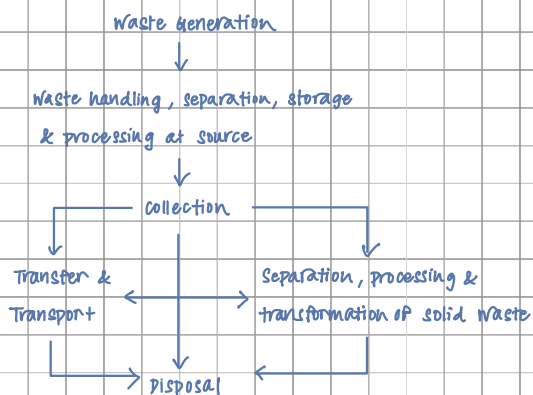 Waste Generation
Waste handling, separation, storage
& processing at source
Collection
Transfer &
Transport
Separation, processing &
transformation of solid waste
Disposal